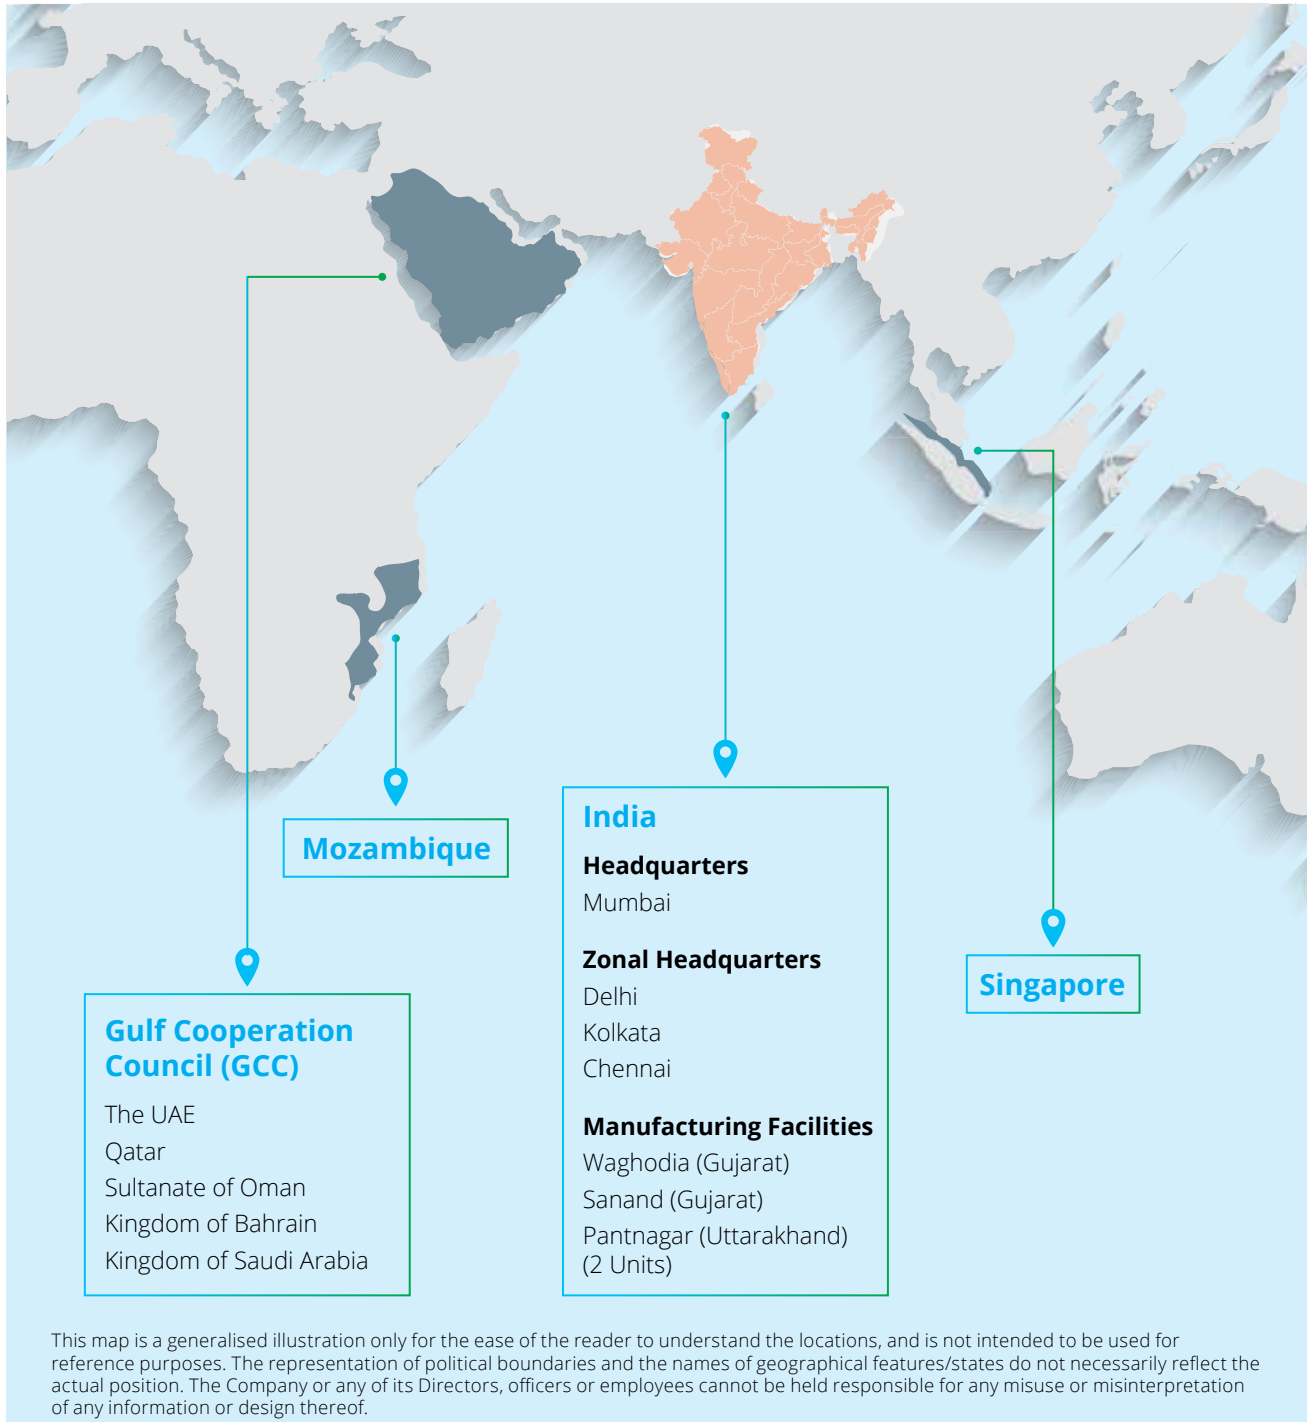 Mozambique
Gulf Cooperation
Council (GCC)
The UAE
Qatar
Sultanate of Oman
Kingdom of Bahrain
Kingdom of Saudi Arabia
India
Headquarters
Mumbai
Zonal Headquarters
Delhi
Kolkata
Chennai
Manufacturing Facilities
Waghodia (Gujarat)
Sanand (Gujarat)
Pantnagar (Uttarakhand)
(2 Units)
Singapore
This map is a generalised illustration only for the ease of the reader to understand the locations, and is not intended to be used for
reference purposes. The representation of political boundaries and the names of geographical features/states do not necessarily reflect the
actual position. The Company or any of its Directors, officers or employees cannot be held responsible for any misuse or misinterpretation
of any information or design thereof.